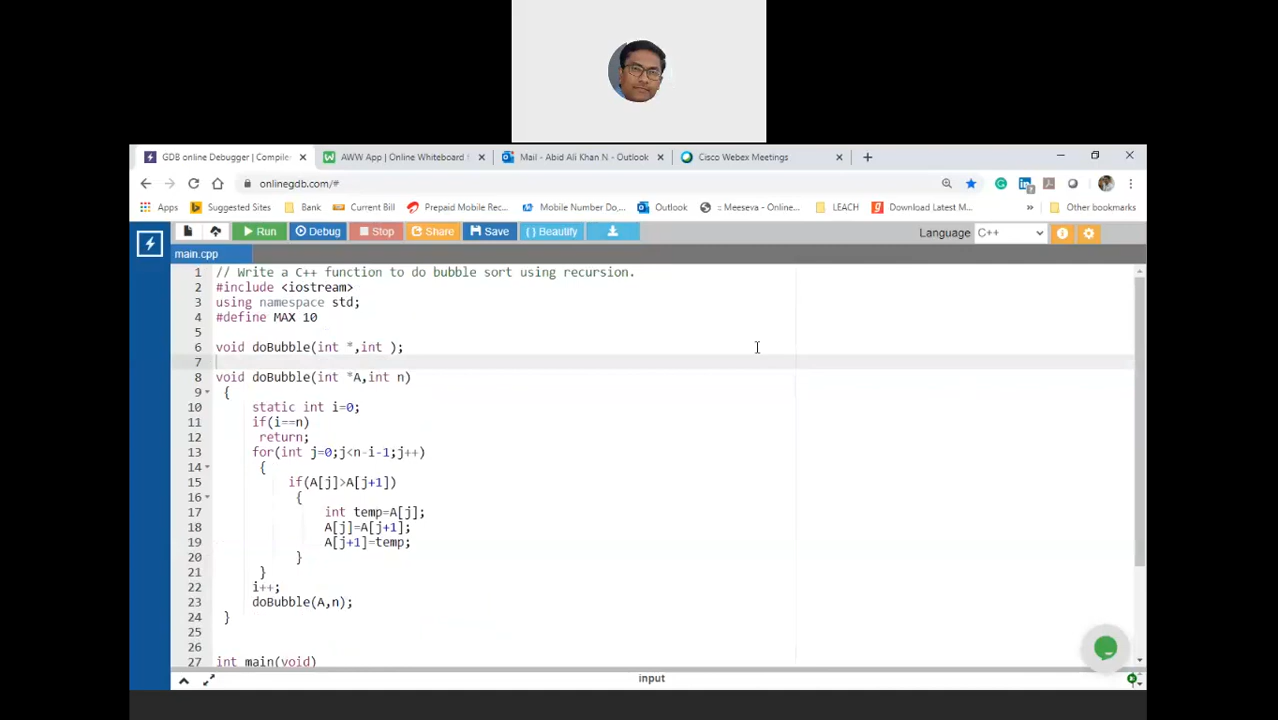 GDB online Debugger | Compiler
AWW App | Online Whiteboard
Mail - Abid Ali Khan N - Outlook
Cisco Webex Meetings
onlinegdb.com/#
Apps
Suggested Sites
Bank
Current Bill
Prepaid Mobile Rec...
Mobile Number Do,...
Outlook
:: Meeseva - Online...
LEACH
Download Latest M...
»
Other bookmarks
Run
Debug
Stop
Share
Save
{ } Beautify
Language
C++
main.cpp
1 // Write a C++ function to do bubble sort using recursion.
2 #include <iostream>
3 using namespace std;
4 #define MAX 10
5
6 void doBubble(int *,int );
7
8 void doBubble(int *A,int n)
9 {
10 static int i=0;
11 if(i==n)
12 return;
13 for(int j=0;j<n-i-1;j++)
14 {
15 if(A[j]>A[j+1])
16 {
17 int temp=A[j];
18 A[j]=A[j+1];
19 A[j+1]=temp;
20 }
21 }
22 i++;
23 doBubble(A,n);
24 }
25
26
27 int main(void)
input